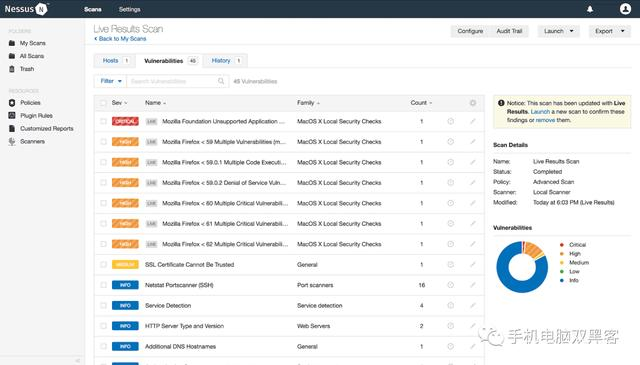 Nessus N
Scans
Settings
FOLDERS
My Scans
All Scans
Trash
RESOURCES
Policies
Plugin Rules
Customized Reports
Scanners
Live Results Scan
< Back to My Scans
Configure
Audit Trail
Launch
Export
Hosts 1
Vulnerabilities 45
History 1
Filter
Search Vulnerabilities
45 Vulnerabilities
Sev Name Family Count
CRITICAL LIVE Mozilla Foundation Unsupported Application ... MacOS X Local Security Checks 1
HIGH LIVE Mozilla Firefox < 59 Multiple Vulnerabilities (m... MacOS X Local Security Checks 1
HIGH LIVE Mozilla Firefox < 59.0.1 Multiple Code Executi... MacOS X Local Security Checks 1
HIGH LIVE Mozilla Firefox < 59.0.2 Denial of Service Vuln... MacOS X Local Security Checks 1
HIGH LIVE Mozilla Firefox < 60 Multiple Critical Vulnerabilit... MacOS X Local Security Checks 1
HIGH LIVE Mozilla Firefox < 61 Multiple Critical Vulnerabilit... MacOS X Local Security Checks 1
HIGH LIVE Mozilla Firefox < 62 Multiple Critical Vulnerabilit... MacOS X Local Security Checks 1
MEDIUM SSL Certificate Cannot Be Trusted General 1
INFO Netstat Portscanner (SSH) Port scanners 16
INFO Service Detection Service detection 4
INFO HTTP Server Type and Version Web Servers 2
INFO Additional DNS Hostnames General 1
Notice: This scan has been updated with Live
Results. Launch a new scan to confirm these
findings or remove them.
Scan Details
Name: Live Results Scan
Status: Completed
Policy: Advanced Scan
Scanner: Local Scanner
Modified: Today at 6:03 PM (Live Results)
Vulnerabilities
Critical
High
Medium
Low
Info
手机电脑双黑客